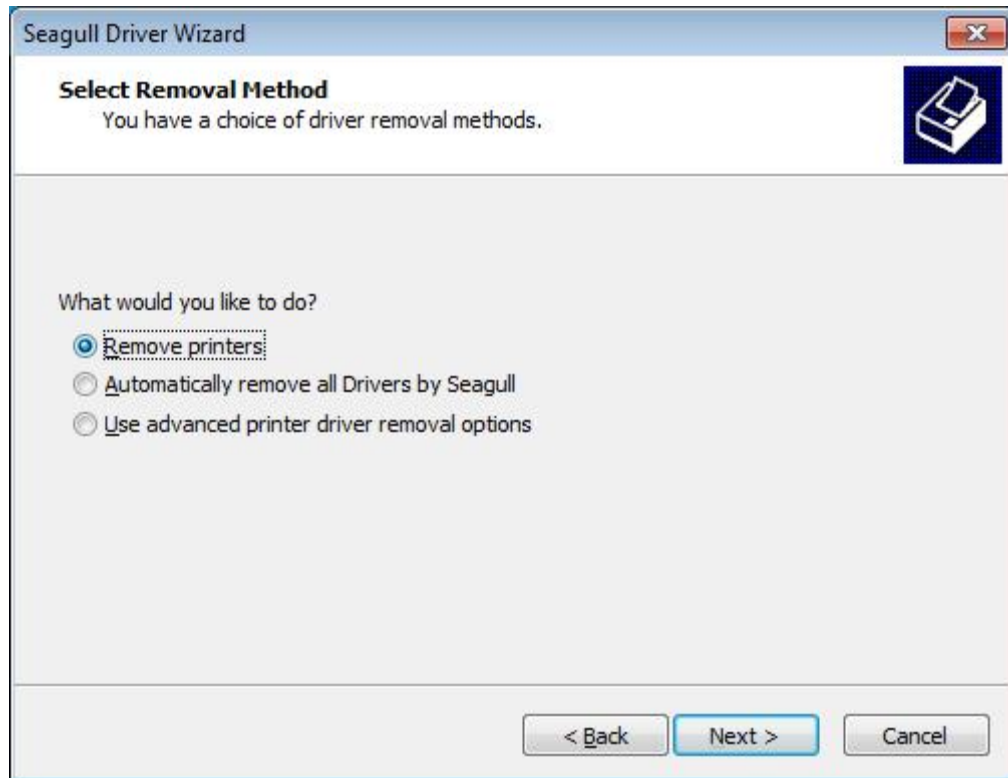 Seagull Driver Wizard
Select Removal Method
You have a choice of driver removal methods.
What would you like to do?
Remove printers
Automatically remove all Drivers by Seagull
Use advanced printer driver removal options
< Back Next > Cancel